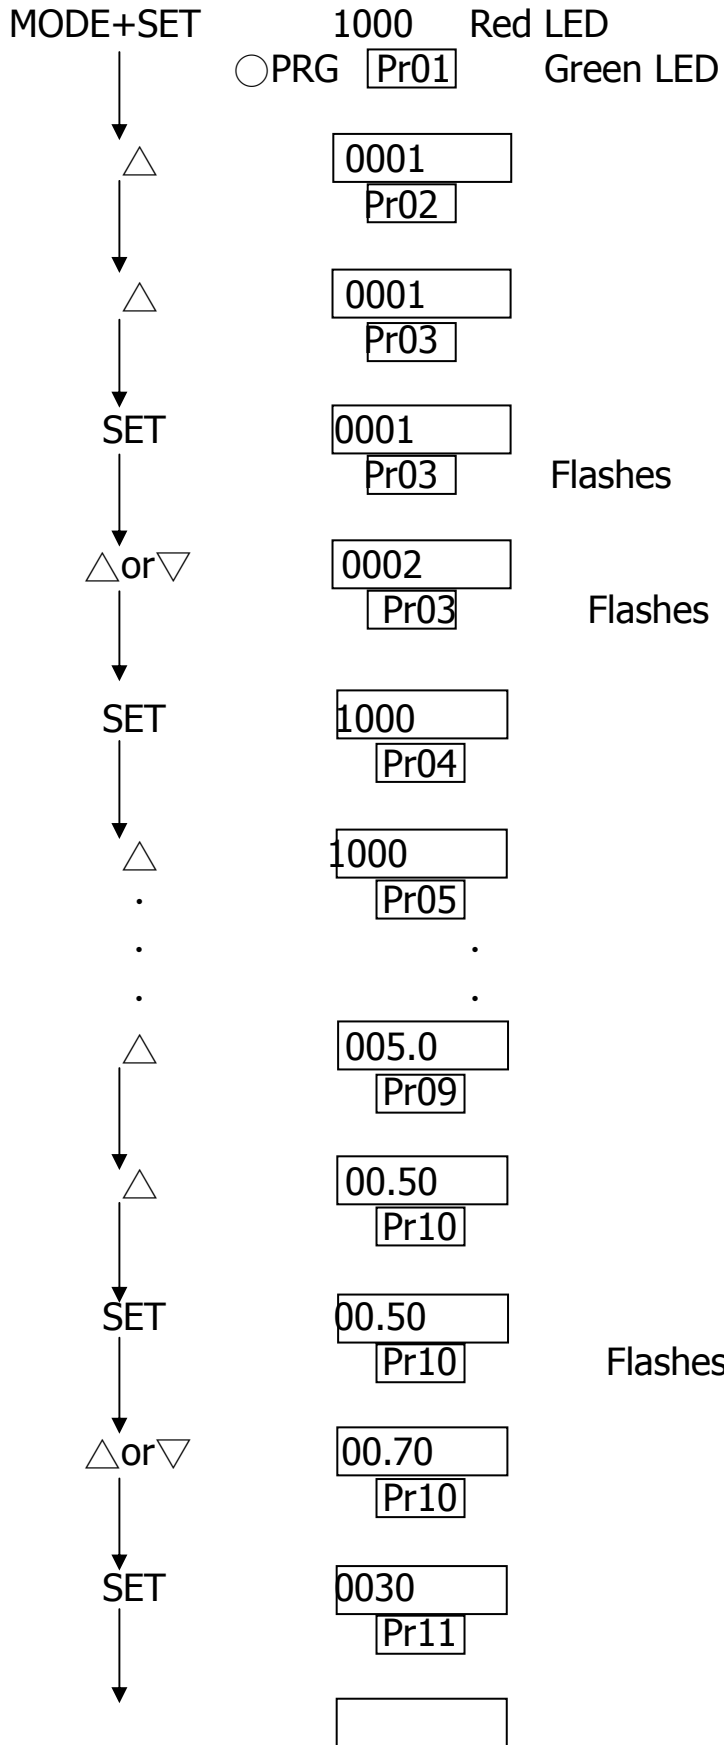 MODE+SET 1000 Red LED
○PRG Pr01 Green LED
△ 0001
Pr02
△ 0001
Pr03
SET 0001
Pr03 Flashes
△or▽ 0002
Pr03 Flashes
SET 1000
Pr04
△ 1000
Pr05
.
. .
. .
△ 005.0
Pr09
△ 00.50
Pr10
SET 00.50
Pr10 Flashes
△or▽ 00.70
Pr10
SET 0030
Pr11